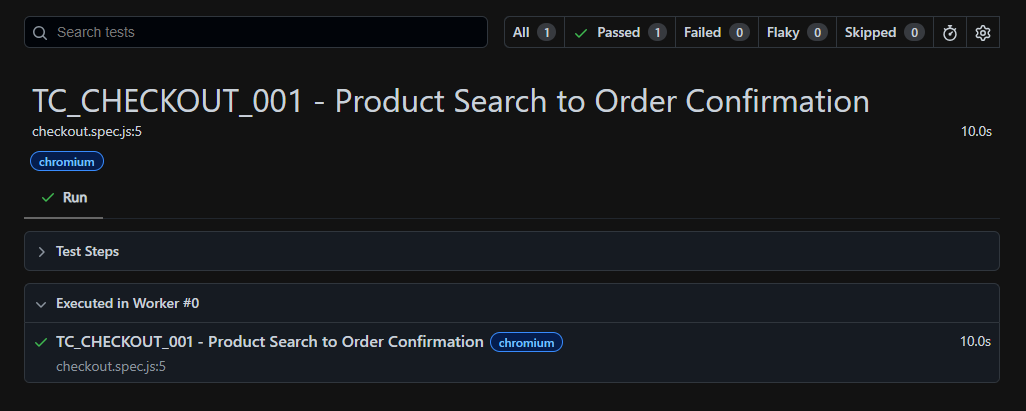 Search tests
All 1 Passed 1 Failed 0 Flaky 0 Skipped 0
TC_CHECKOUT_001 - Product Search to Order Confirmation
checkout.spec.js:5 10.0s
chromium
Run
Test Steps
Executed in Worker #0
TC_CHECKOUT_001 - Product Search to Order Confirmation chromium 10.0s
checkout.spec.js:5